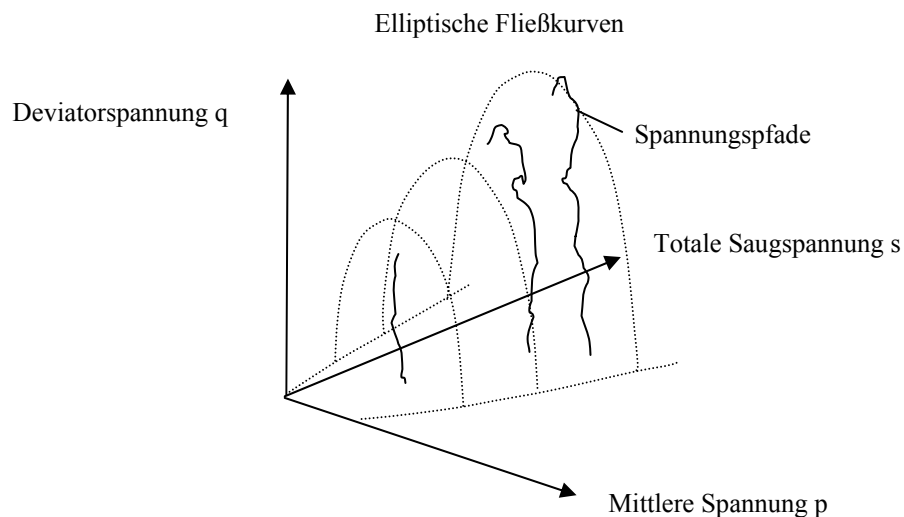 Elliptische Fließkurven
Deviatorspannung q
Spannungspfade
Totale Saugspannung s
Mittlere Spannung p